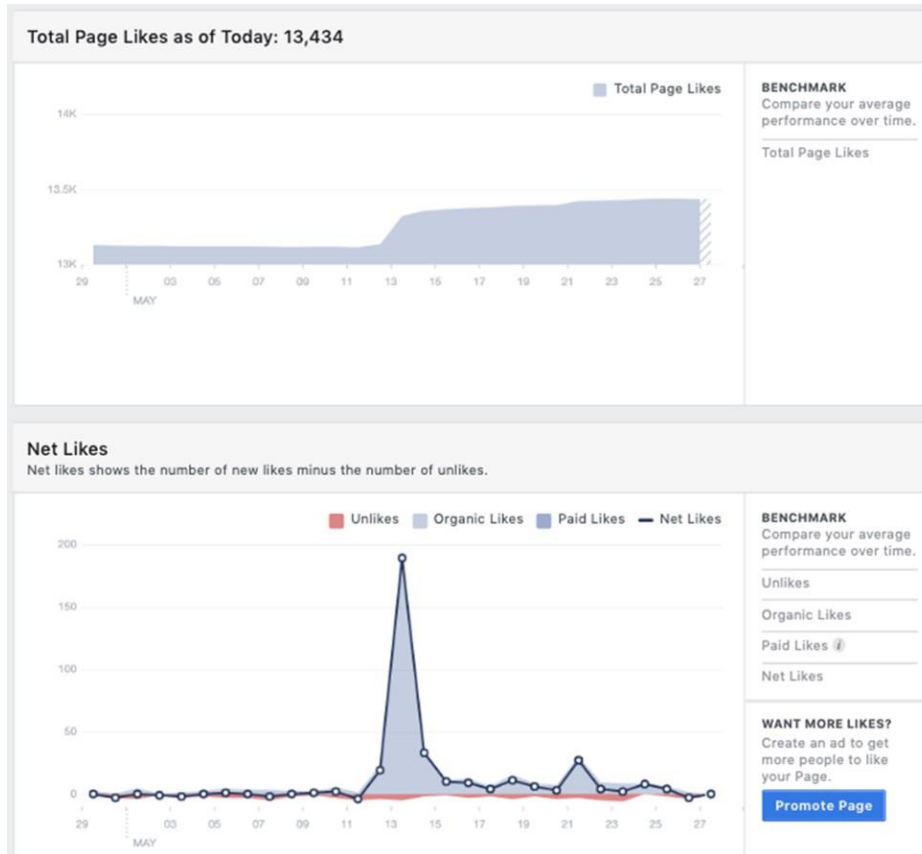 Total Page Likes as of Today: 13,434
Total Page Likes
BENCHMARK
Compare your average
performance over time.
Total Page Likes
14K
13.5K
13K
29 03 05 07 09 11 13 15 17 19 21 23 25 27
MAY
Net Likes
Net likes shows the number of new likes minus the number of unlikes.
Unlikes Organic Likes Paid Likes Net Likes
BENCHMARK
Compare your average
performance over time.
Unlikes
Organic Likes
Paid Likes i
Net Likes
200
150
100
50
0
29 03 05 07 09 11 13 15 17 19 21 23 25 27
MAY
WANT MORE LIKES?
Create an ad to get
more people to like
your Page.
Promote Page